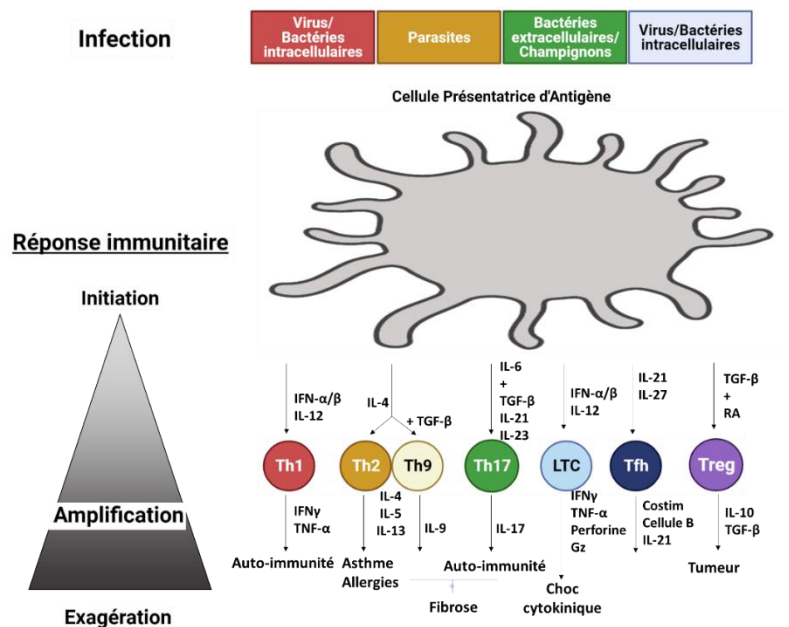 Infection
Virus/
Bactéries
intracellulaires
Parasites
Bactéries
extracellulaires/
Champignons
Virus/Bactéries
intracellulaires
Cellule Présentatrice d'Antigène
Réponse immunitaire
Initiation
Amplification
Exagération
IFN-α/β
IL-12
IL-4
+ TGF-β
IL-6
+
TGF-β
IL-21
IL-23
IFN-α/β
IL-12
IL-21
IL-27
TGF-β
+
RA
Th1
Th2
Th9
Th17
LTC
Tfh
Treg
IFNγ
TNF-α
IL-4
IL-5
IL-13
IL-9
IL-17
IFNγ
TNF-α
Perforine
Gz
Costim
Cellule B
IL-21
IL-10
TGF-β
Auto-immunité
Asthme
Allergies
Auto-immunité
Fibrose
Choc
cytokinique
Tumeur